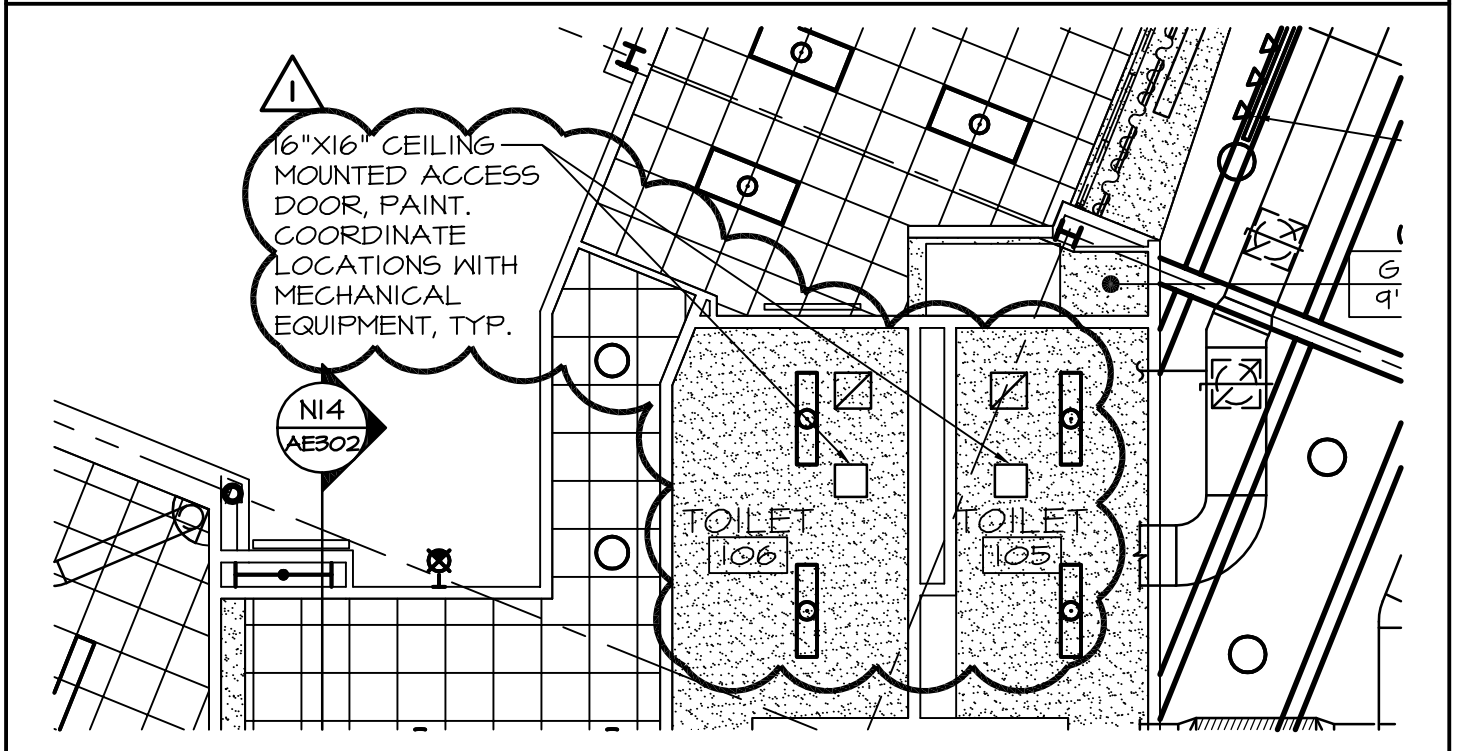 1
16"X16" CEILING
MOUNTED ACCESS
DOOR, PAINT.
COORDINATE
LOCATIONS WITH
MECHANICAL
EQUIPMENT, TYP.
N14
AE302
TOILET
106
TOILET
105
G
9'